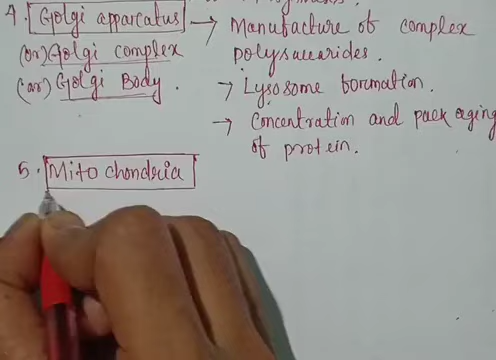 4. Golgi apparcatus → Manufacture of complex
(or) Golgi complex polysaccarides.
(or) Golgi Body. → Lysosome formation.
→ Concentration and packaging
of protein.
5. Mitochondria